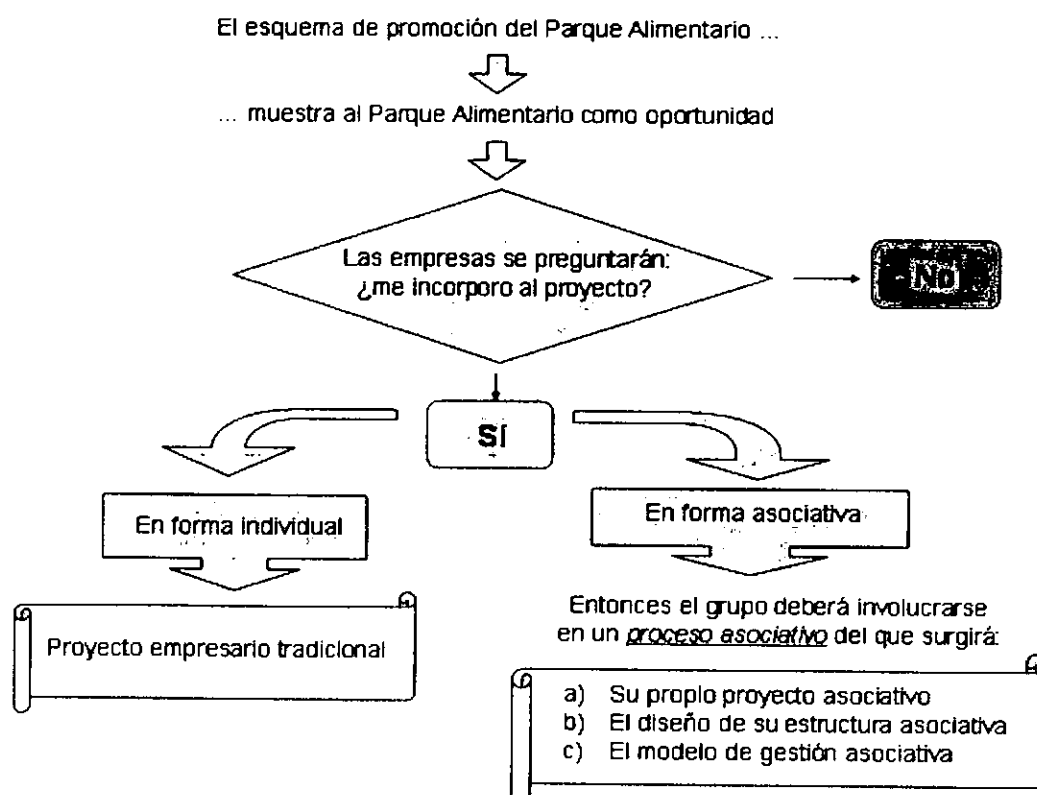 El esquema de promoción del Parque Alimentario ...
... muestra al Parque Alimentario como oportunidad
Las empresas se preguntarán:
¿me incorporo al proyecto?
No
SÍ
En forma individual
En forma asociativa
Proyecto empresario tradicional
Entonces el grupo deberá involucrarse
en un proceso asociativo del que surgirá:
a) Su propio proyecto asociativo
b) El diseño de su estructura asociativa
c) El modelo de gestión asociativa